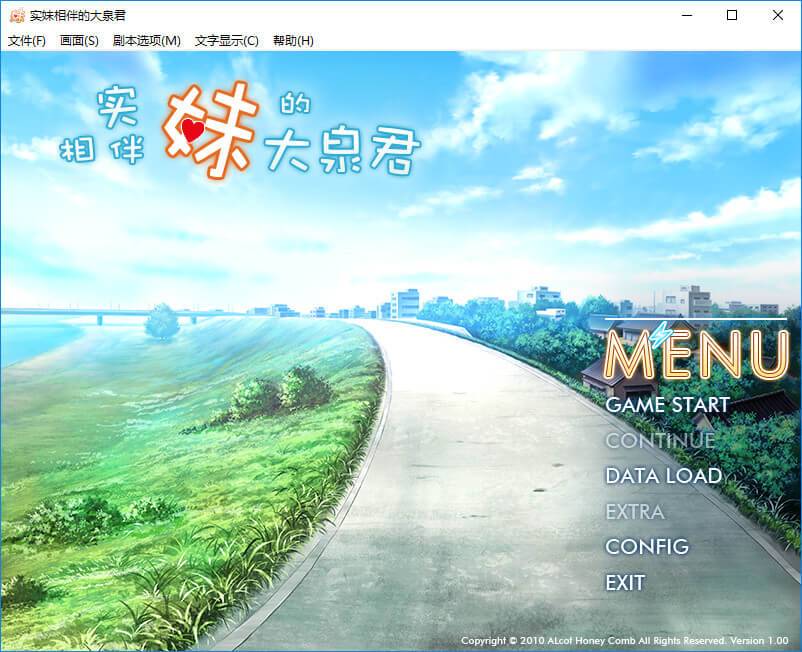 实妹相伴的大泉君
文件(F) 画面(S) 副本选项(M) 文字显示(C) 帮助(H)
实妹的
相伴 大泉君
MENU
GAME START
CONTINUE
DATA LOAD
EXTRA
CONFIG
EXIT
Copyright © 2010 ALcot Honey Comb All Rights Reserved. Version 1.00